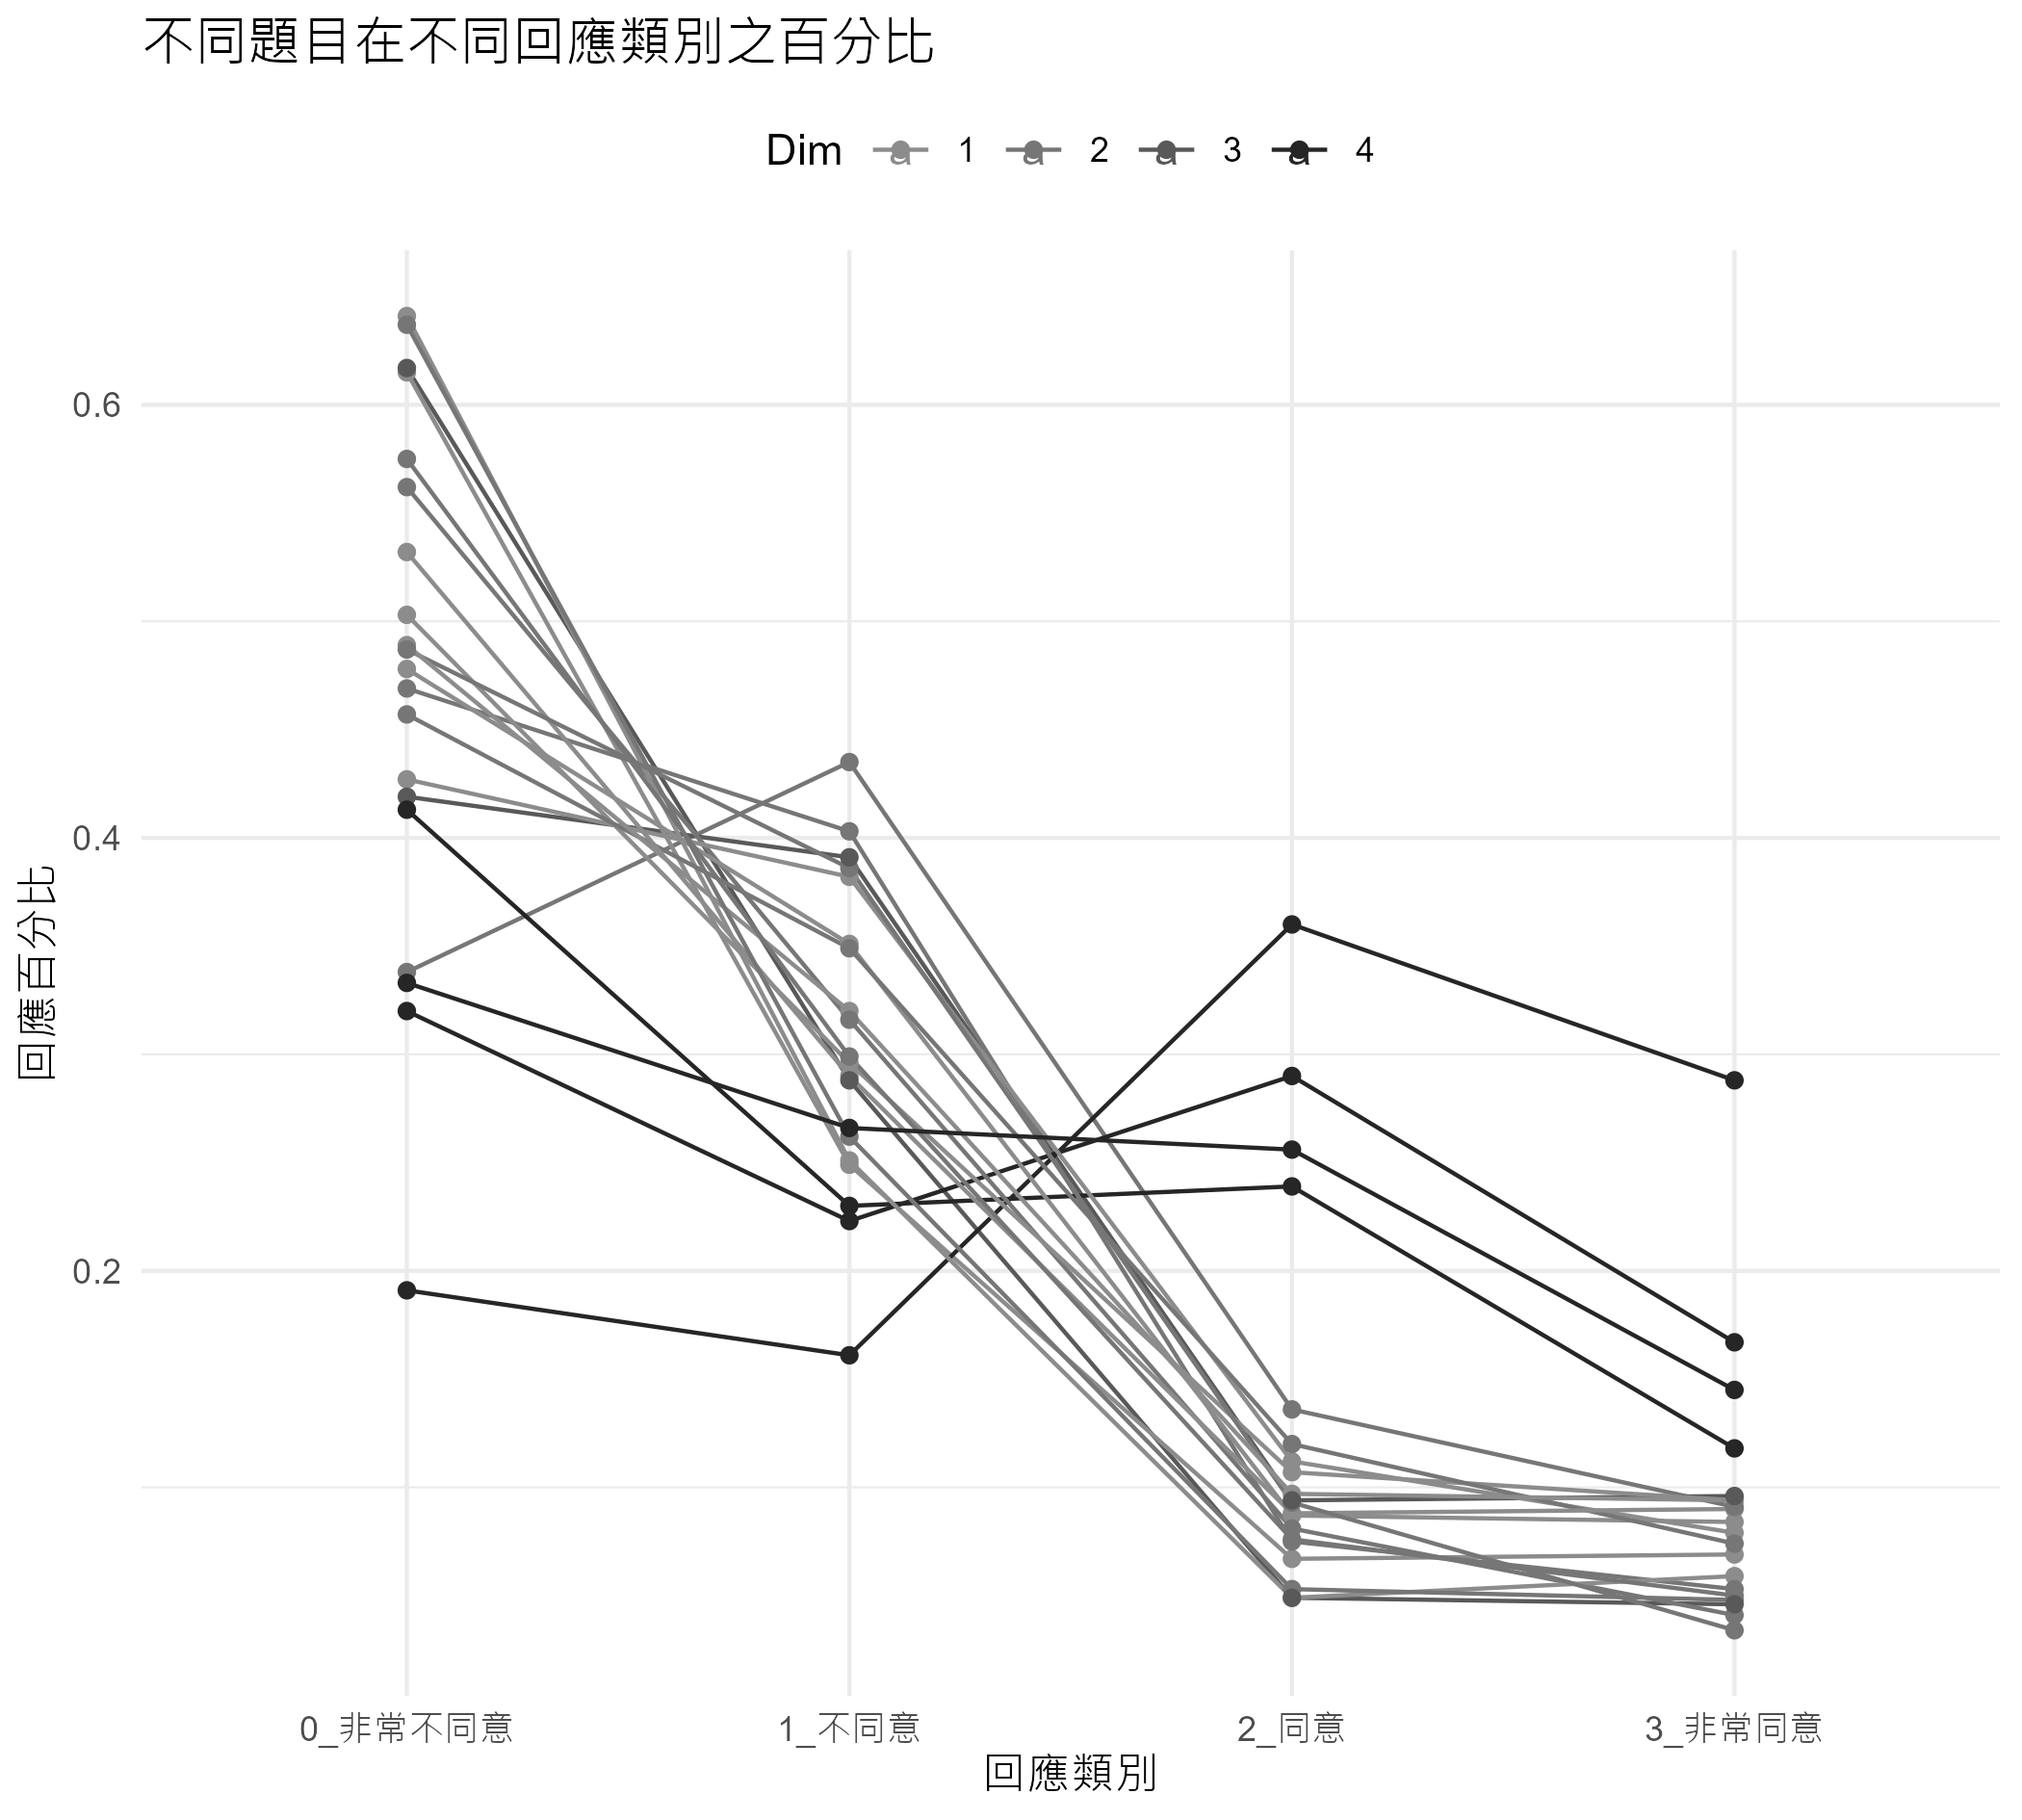 不同題目在不同回應類別之百分比
Dim a 1 a 2 a 3 a 4
0.6
0.4
0.2
回應百分比
0_非常不同意 1_不同意 2_同意 3_非常同意
回應類別